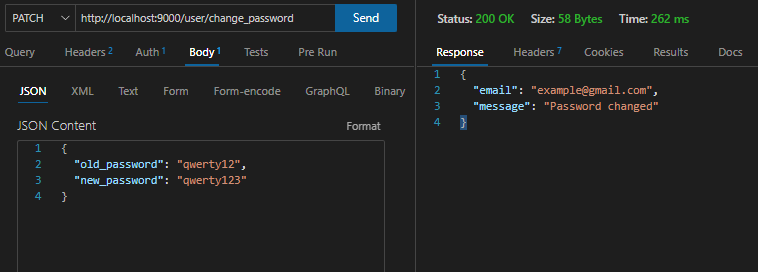 PATCH http://localhost:9000/user/change_password Send
Query Headers 2 Auth 1 Body 1 Tests Pre Run
JSON XML Text Form Form-encode GraphQL Binary
JSON Content Format
1 {
2 "old_password": "qwerty12",
3 "new_password": "qwerty123"
4 }
Status: 200 OK Size: 58 Bytes Time: 262 ms
Response Headers 7 Cookies Results Docs
1 {
2 "email": "example@gmail.com",
3 "message": "Password changed"
4 }